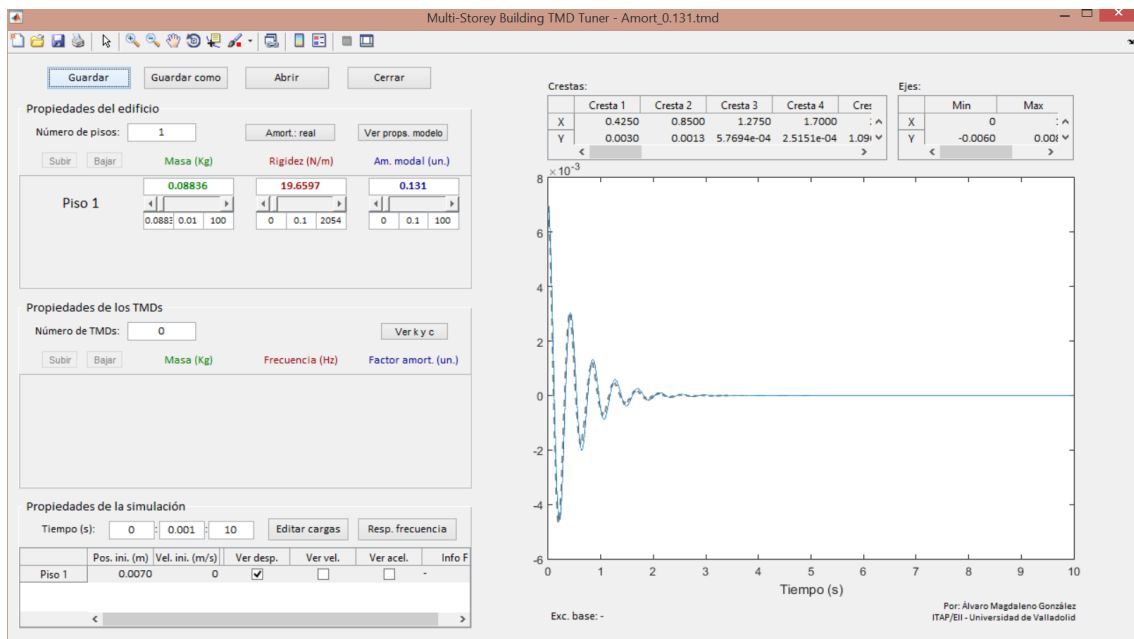 Multi-Storey Building TMD Tuner - Amort_0.131.tmd
Guardar Guardar como Abrir Cerrar
Propiedades del edificio
Número de pisos: 1 Amort.: real Ver props. modelo
Subir Bajar Masa (Kg) Rigidez (N/m) Am. modal (un.)
Piso 1 0.08836 19.6597 0.131
0.01 100 0 0.1 2054 0 0.1 100
Propiedades de los TMDs
Número de TMDs: 0 Ver k y c
Subir Bajar Masa (Kg) Frecuencia (Hz) Factor amort. (un.)
Propiedades de la simulación
Tiempo (s): 0 : 0.001 : 10 Editar cargas Resp. frecuencia
Pos. ini. (m) Vel. ini. (m/s) Ver desp. Ver vel. Ver acel. Info F
Piso 1 0.0070 0 -
Crestas:
Cresta 1 Cresta 2 Cresta 3 Cresta 4
X 0.4250 0.8500 1.2750 1.7000
Y 0.0030 0.0013 5.7694e-04 2.5151e-04
Ejes:
Min Max
X 0
Y -0.0060
×10⁻³
8
6
4
2
0
-2
-4
-6
0 1 2 3 4 5 6 7 8 9 10
Tiempo (s)
Exc. base: -
Por: Álvaro Magdaleno González
ITAP/EII - Universidad de Valladolid